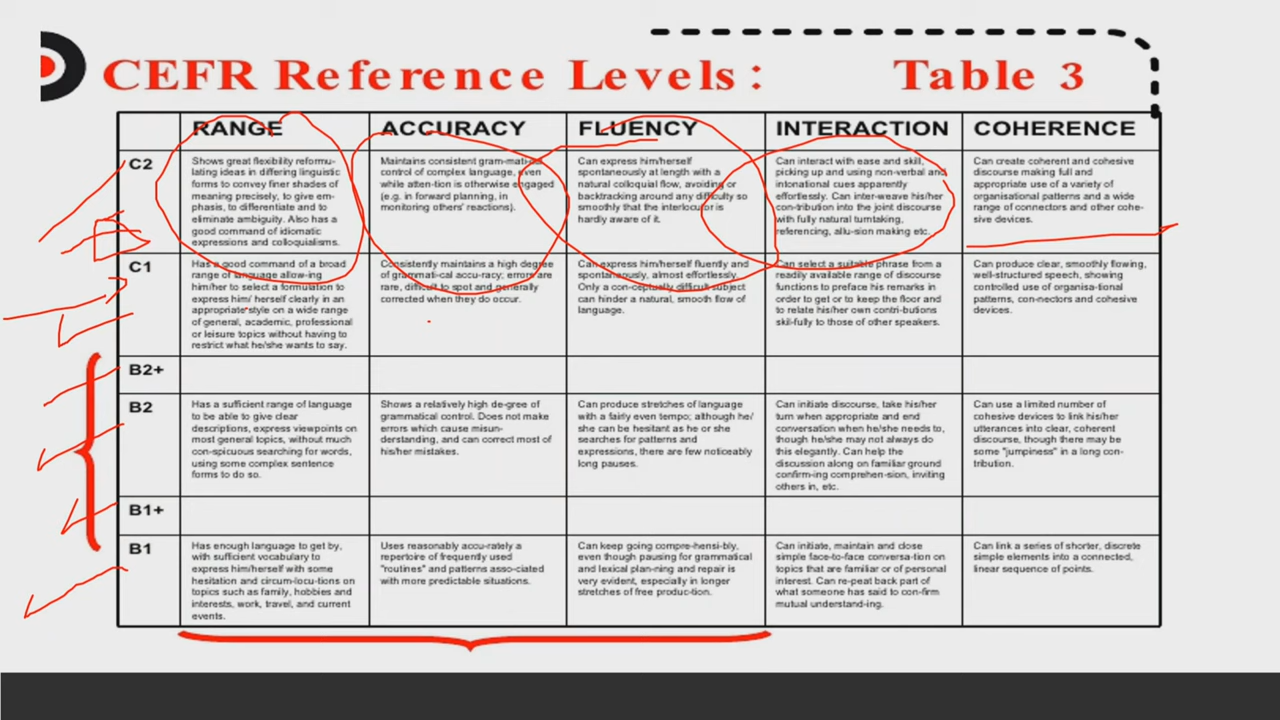 CEFR Reference Levels: Table 3
RANGE ACCURACY FLUENCY INTERACTION COHERENCE
C2
Shows great flexibility reformu-
lating ideas in differing linguistic
forms to convey finer shades of
meaning precisely, to give em-
phasis, to differentiate and to
eliminate ambiguity. Also has a
good command of idiomatic
expressions and colloquialisms.
Maintains consistent gram-mati-cal
control of complex language, even
while atten-tion is otherwise engaged
(e.g. in forward planning, in
monitoring others' reactions).
Can express him/herself
spontaneously at length with a
natural colloquial flow, avoiding or
backtracking around any difficulty so
smoothly that the interlocutor is
hardly aware of it.
Can interact with ease and skill,
picking up and using non-verbal and
intonational cues apparently
effortlessly. Can inter-weave his/her
con-tribution into the joint discourse
with fully natural turntaking,
referencing, allu-sion making etc.
Can create coherent and cohesive
discourse making full and
appropriate use of a variety of
organisational patterns and a wide
range of connectors and other cohe-
sive devices.
C1
Has a good command of a broad
range of language allow-ing
him/her to select a formulation to
express him/ herself clearly in an
appropriate style on a wide range
of general, academic, professional
or leisure topics without having to
restrict what he/she wants to say.
Consistently maintains a high degree
of grammati-cal accu-racy; errors are
rare, difficult to spot and generally
corrected when they do occur.
Can express him/herself fluently and
spontaneously, almost effortlessly.
Only a con-ceptually difficult subject
can hinder a natural, smooth flow of
language.
Can select a suitable phrase from a
readily available range of discourse
functions to preface his remarks in
order to get or to keep the floor and
to relate his/her own contri-butions
skil-fully to those of other speakers.
Can produce clear, smoothly flowing,
well-structured speech, showing
controlled use of organisa-tional
patterns, con-nectors and cohesive
devices.
B2+
B2
Has a sufficient range of language
to be able to give clear
descriptions, express viewpoints on
most general topics, without much
con-spicuous searching for words,
using some complex sentence
forms to do so.
Shows a relatively high de-gree of
grammatical control. Does not make
errors which cause misun-
derstanding, and can correct most of
his/her mistakes.
Can produce stretches of language
with a fairly even tempo; although he/
she can be hesitant as he or she
searches for patterns and
expressions, there are few noticeably
long pauses.
Can initiate discourse, take his/her
turn when appropriate and end
conversation when he/she needs to,
though he/she may not always do
this elegantly. Can help the
discussion along on familiar ground
confirm-ing comprehen-sion, inviting
others in, etc.
Can use a limited number of
cohesive devices to link his/her
utterances into clear, coherent
discourse, though there may be
some "jumpiness" in a long con-
tribution.
B1+
B1
Has enough language to get by,
with sufficient vocabulary to
express him/herself with some
hesitation and circum-locu-tions on
topics such as family, hobbies and
interests, work, travel, and current
events.
Uses reasonably accu-rately a
repertoire of frequently used
"routines" and patterns asso-ciated
with more predictable situations.
Can keep going compre-hensi-bly,
even though pausing for grammatical
and lexical plan-ning and repair is
very evident, especially in longer
stretches of free produc-tion.
Can initiate, maintain and close
simple face-to-face conversa-tion on
topics that are familiar or of personal
interest. Can re-peat back part of
what someone has said to con-firm
mutual understand-ing.
Can link a series of shorter, discrete
simple elements into a connected,
linear sequence of points.